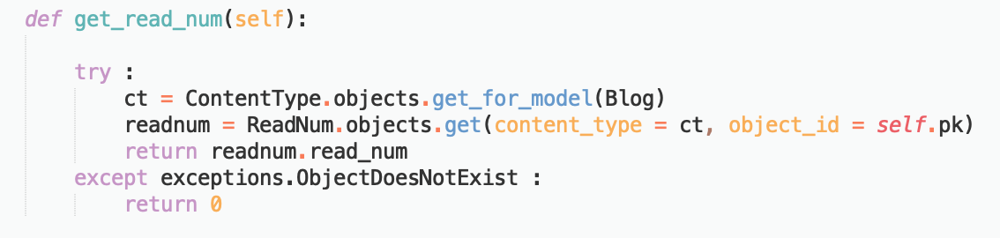 def get_read_num(self):
try :
ct = ContentType.objects.get_for_model(Blog)
readnum = ReadNum.objects.get(content_type = ct, object_id = self.pk)
return readnum.read_num
except exceptions.ObjectDoesNotExist :
return 0